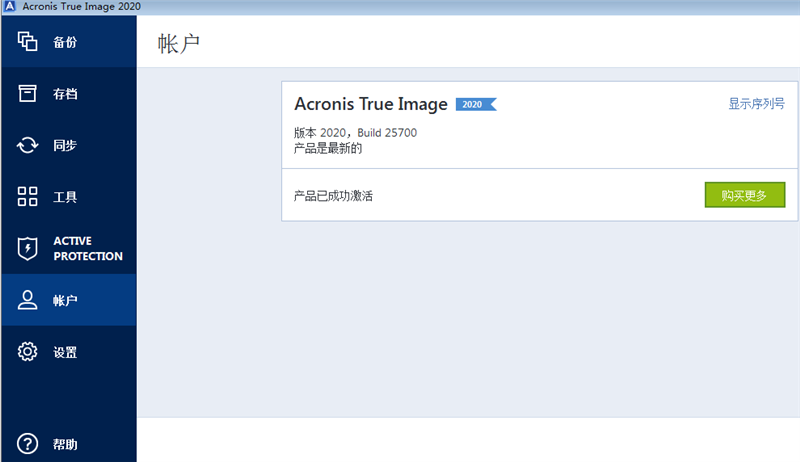 Acronis True Image 2020
备份
存档
同步
工具
ACTIVE
PROTECTION
帐户
设置
帮助
帐户
Acronis True Image 2020
显示序列号
版本 2020，Build 25700
产品是最新的
产品已成功激活
购买更多